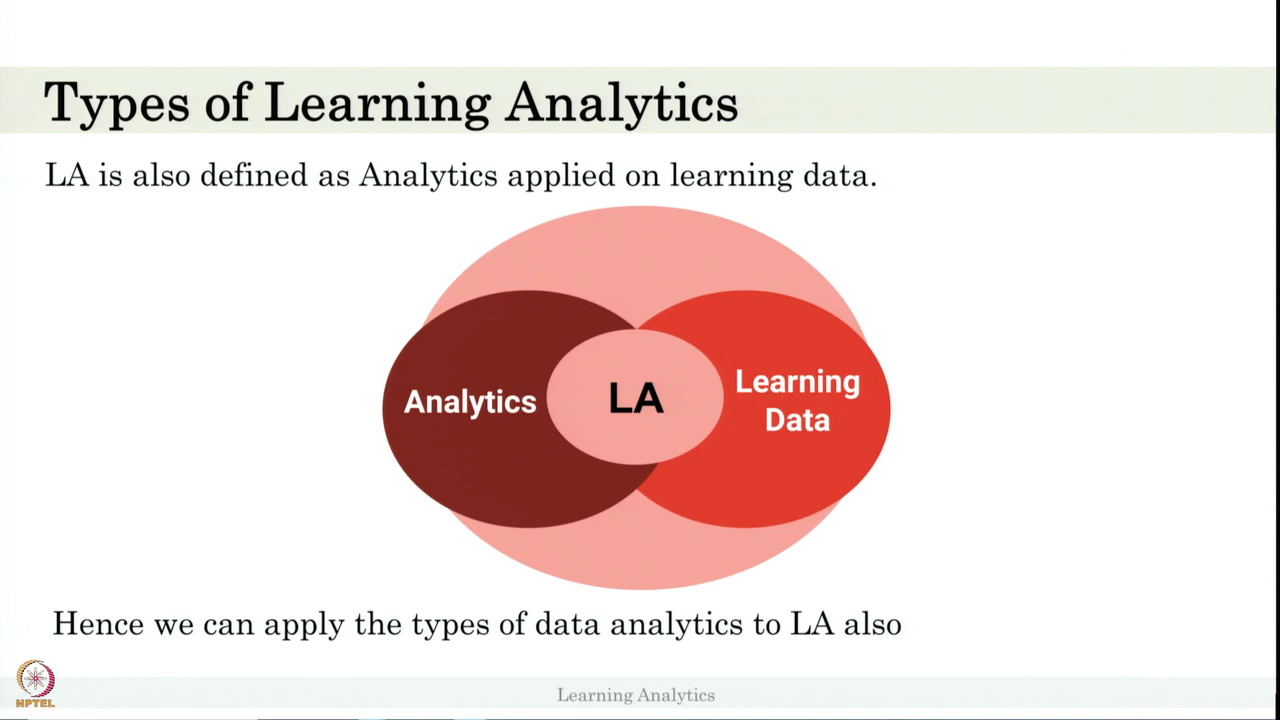 Types of Learning Analytics
LA is also defined as Analytics applied on learning data.
Analytics
LA
Learning
Data
Hence we can apply the types of data analytics to LA also
NPTEL
Learning Analytics